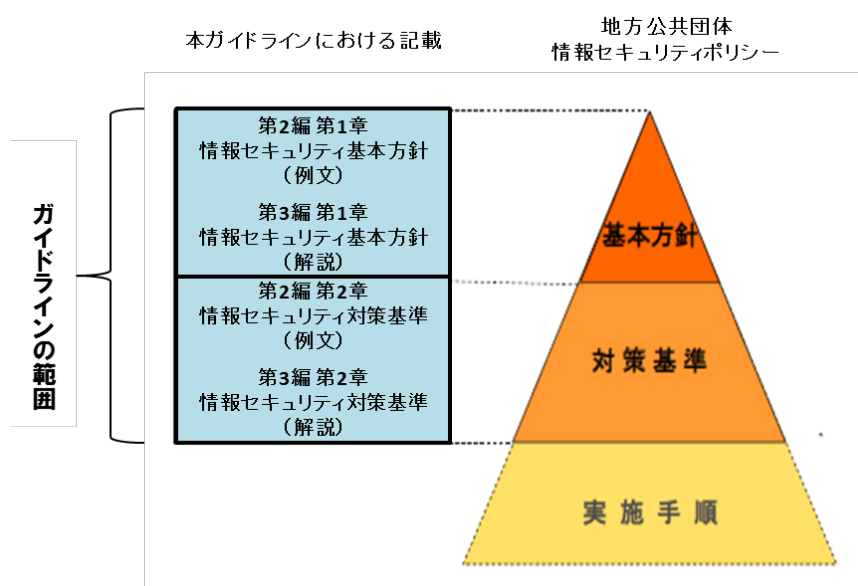 本ガイドラインにおける記載
地方公共団体
情報セキュリティポリシー
ガイドラインの範囲
第2編 第1章
情報セキュリティ基本方針
（例文）
第3編 第1章
情報セキュリティ基本方針
（解説）
第2編 第2章
情報セキュリティ対策基準
（例文）
第3編 第2章
情報セキュリティ対策基準
（解説）
基本方針
対策基準
実施手順